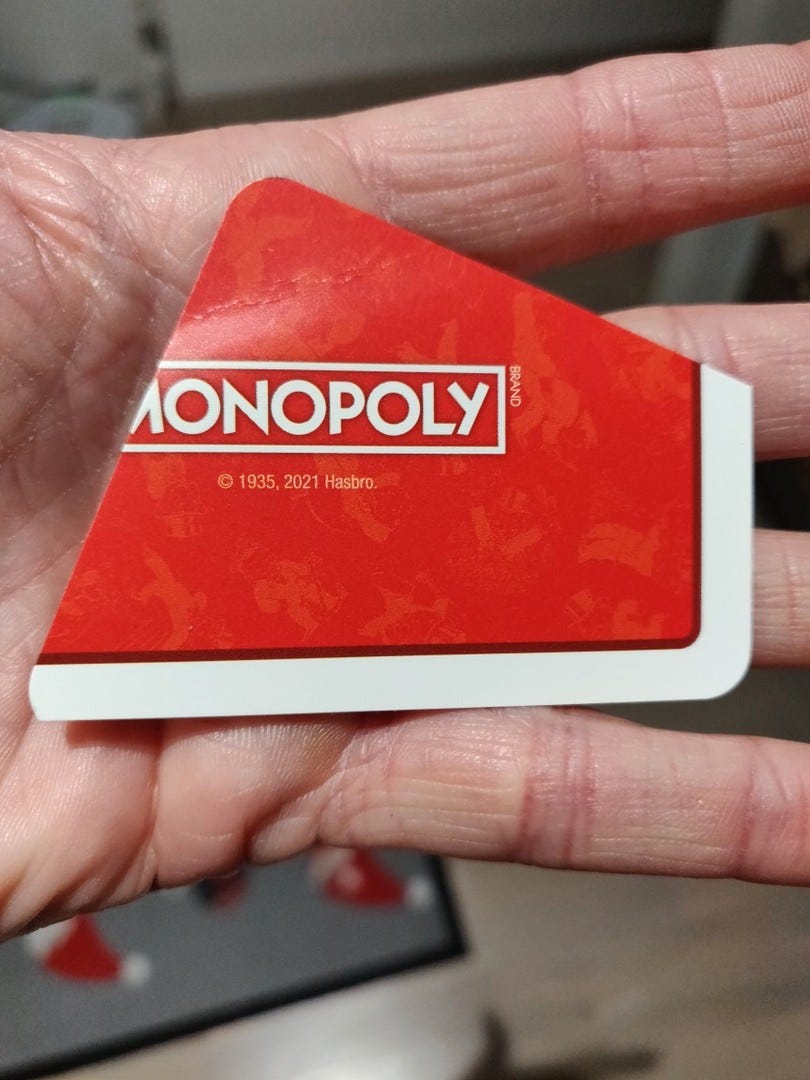 MONOPOLY
BRAND
© 1935, 2021 Hasbro.